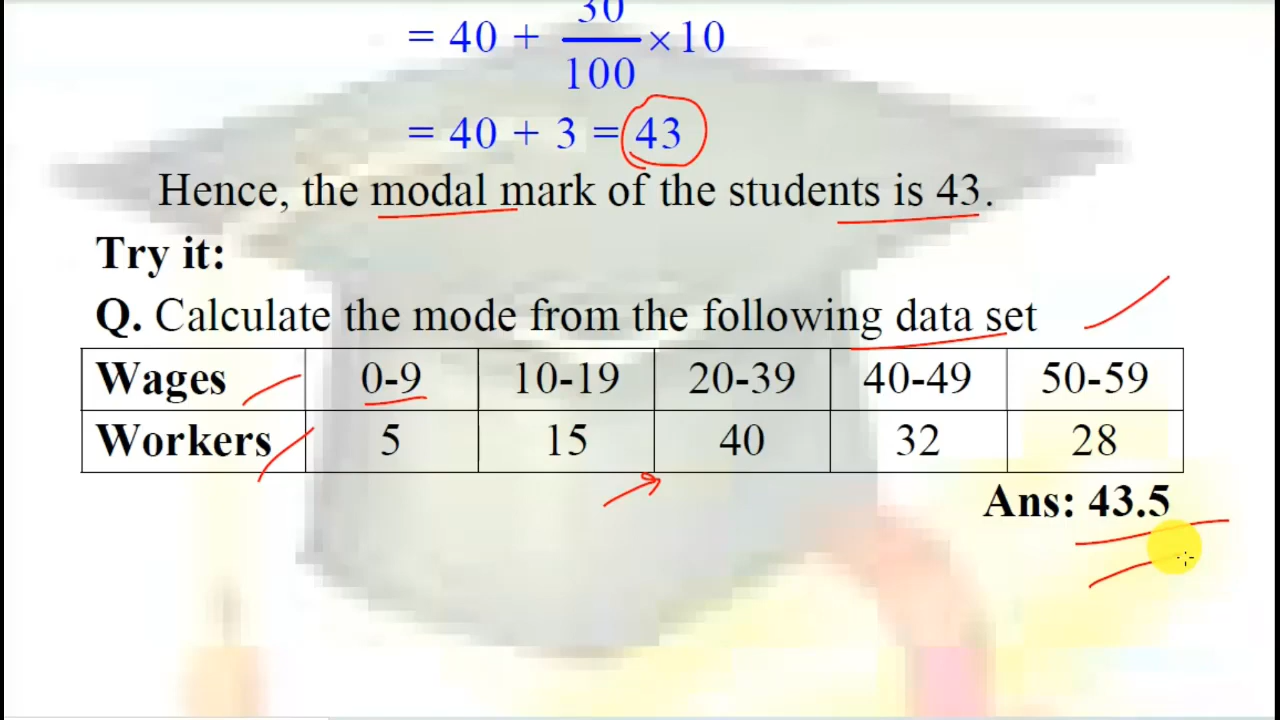 = 40 + 30/100 ×10
= 40 + 3 = 43
Hence, the modal mark of the students is 43.
Try it:
Q. Calculate the mode from the following data set
Wages 0-9 10-19 20-39 40-49 50-59
Workers 5 15 40 32 28
Ans: 43.5